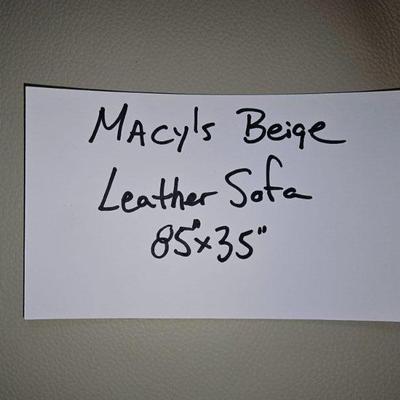 Macy's Beige
Leather Sofa
85"x35"